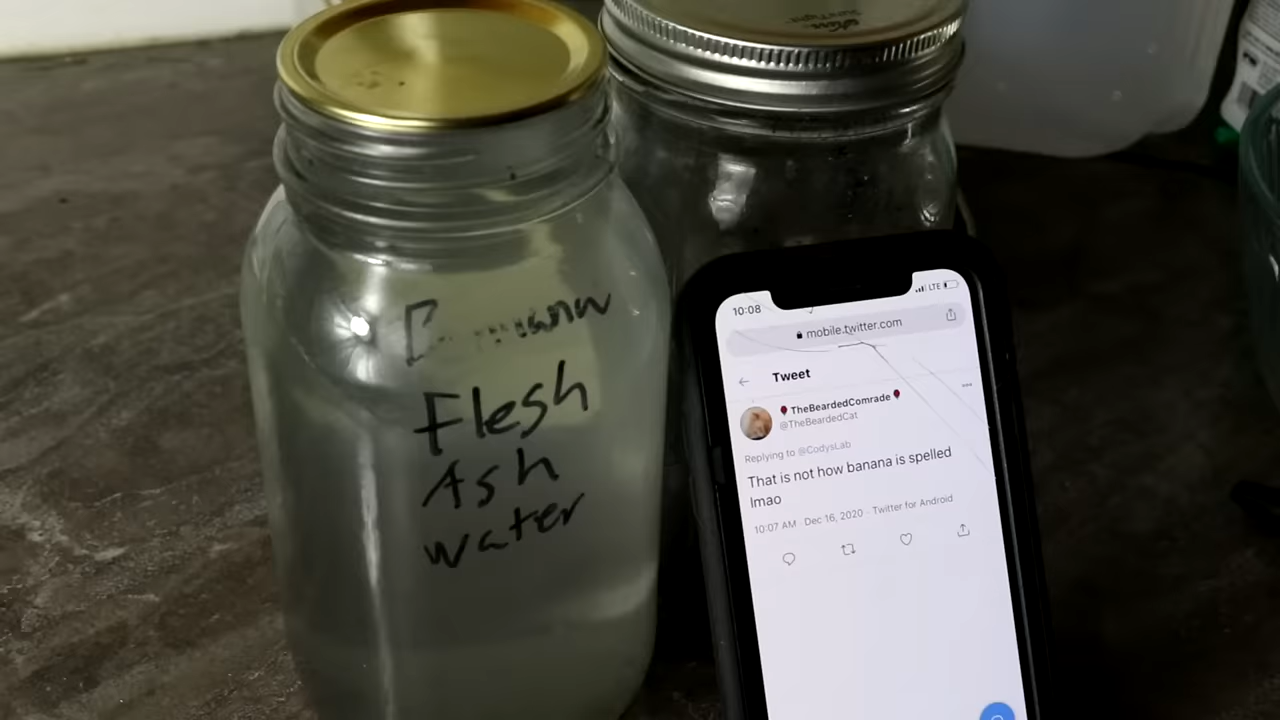 Flesh
Ash
water
10:08
LTE
mobile.twitter.com
Tweet
TheBeardedComrade
@TheBeardedCat
Replying to @CodysLab
That is not how banana is spelled
lmao
10:07 AM · Dec 16, 2020 · Twitter for Android